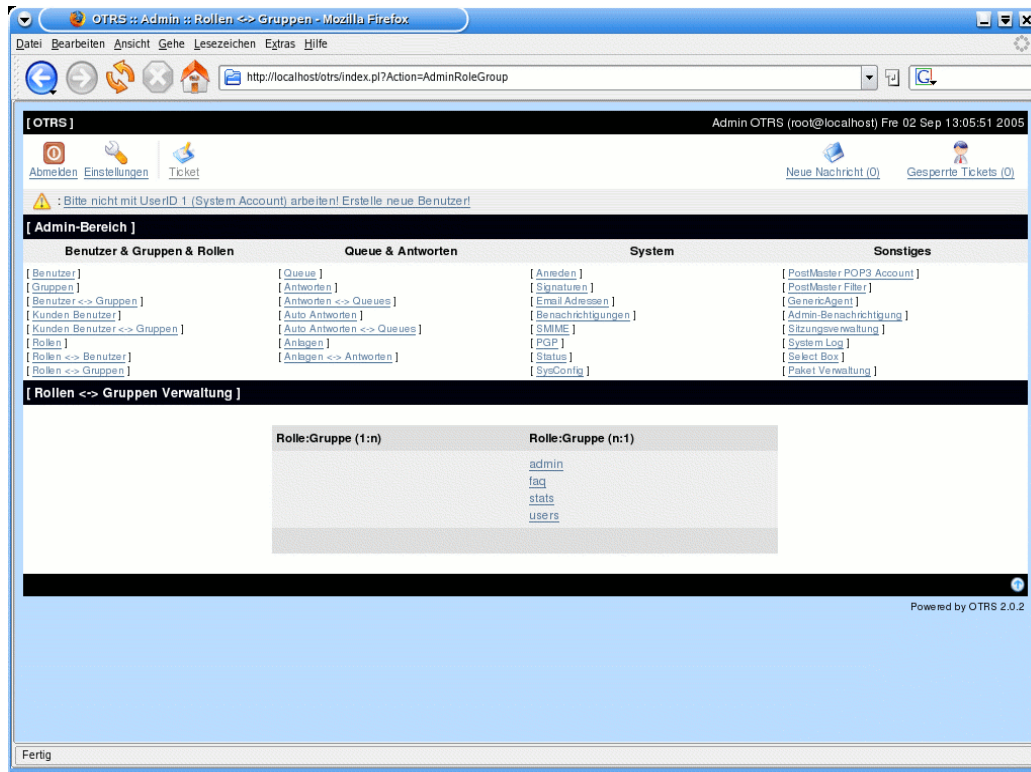 OTRS :: Admin :: Rollen <-> Gruppen - Mozilla Firefox
Datei Bearbeiten Ansicht Gehe Lesezeichen Extras Hilfe
http://localhost/otrs/index.pl?Action=AdminRoleGroup
[ OTRS ] Admin OTRS (root@localhost) Fre 02 Sep 13:05:51 2005
Abmelden Einstellungen Ticket Neue Nachricht (0) Gesperrte Tickets (0)
: Bitte nicht mit UserID 1 (System Account) arbeiten! Erstelle neue Benutzer!
[ Admin-Bereich ]
Benutzer & Gruppen & Rollen Queue & Antworten System Sonstiges
[ Benutzer ] [ Queue ] [ Anreden ] [ PostMaster POP3 Account ]
[ Gruppen ] [ Antworten ] [ Signaturen ] [ PostMaster Filter ]
[ Benutzer <-> Gruppen ] [ Antworten <-> Queues ] [ Email Adressen ] [ GenericAgent ]
[ Kunden Benutzer ] [ Auto Antworten ] [ Benachrichtigungen ] [ Admin-Benachrichtigung ]
[ Kunden Benutzer <-> Gruppen ] [ Auto Antworten <-> Queues ] [ SMIME ] [ Sitzungsverwaltung ]
[ Rollen ] [ Anlagen ] [ PGP ] [ System Log ]
[ Rollen <-> Benutzer ] [ Anlagen <-> Antworten ] [ Status ] [ Select Box ]
[ Rollen <-> Gruppen ] [ SysConfig ] [ Paket Verwaltung ]
[ Rollen <-> Gruppen Verwaltung ]
Rolle:Gruppe (1:n) Rolle:Gruppe (n:1)
admin
faq
stats
users
Powered by OTRS 2.0.2
Fertig